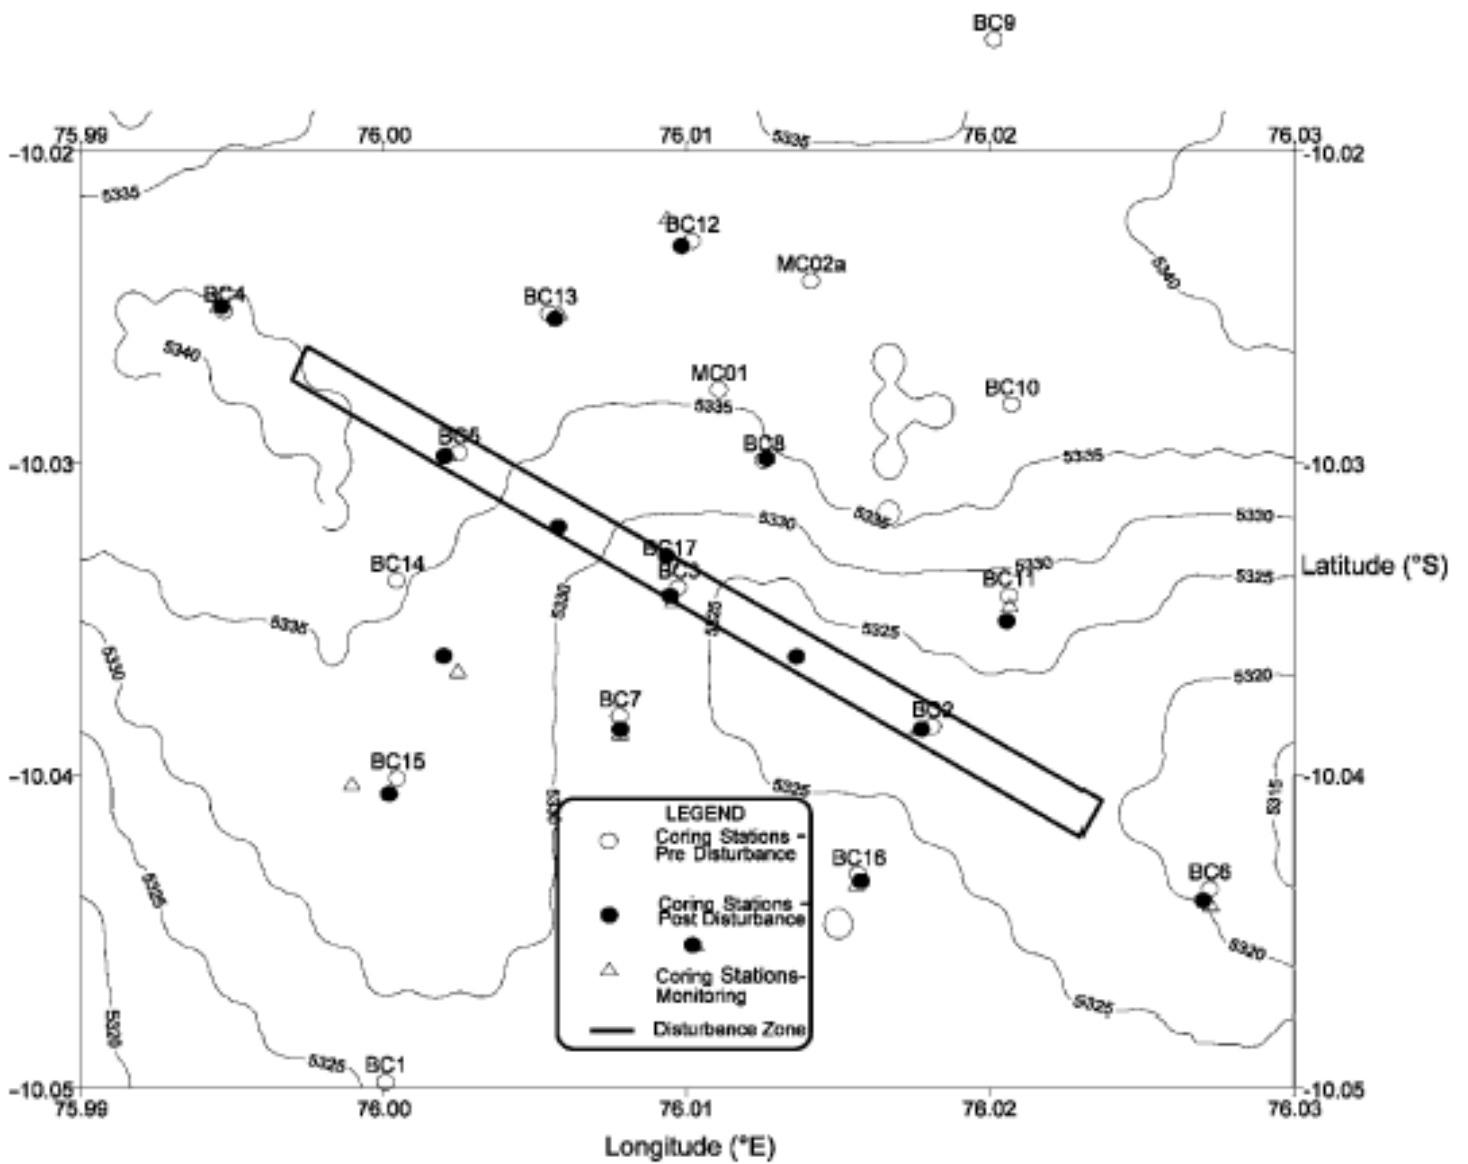 BC9
75.99 76.00 76.01 76.02 76.03
5335
-10.02 -10.02
5335
BC12
MC02a
5340
BC4 BC13
5340
MC01 BC10
5335
BC5 BC8
-10.03 5335 -10.03
5335 5330 5330
BC17
BC14 BC3 5330 BC11 Latitude (°S)
5325
5330 5325
5335 5325
5330 5320
BC7 BC2
BC15
-10.04 -10.04
5325 5315
5330
LEGEND
Coring Stations -
Pre Disturbance
BC16 BC6
5325
Coring Stations -
Post Disturbance
5320
Coring Stations-
Monitoring
5325
5320
Disturbance Zone
5325 BC1
-10.05 -10.05
75.99 76.00 76.01 76.02 76.03
Longitude (°E)